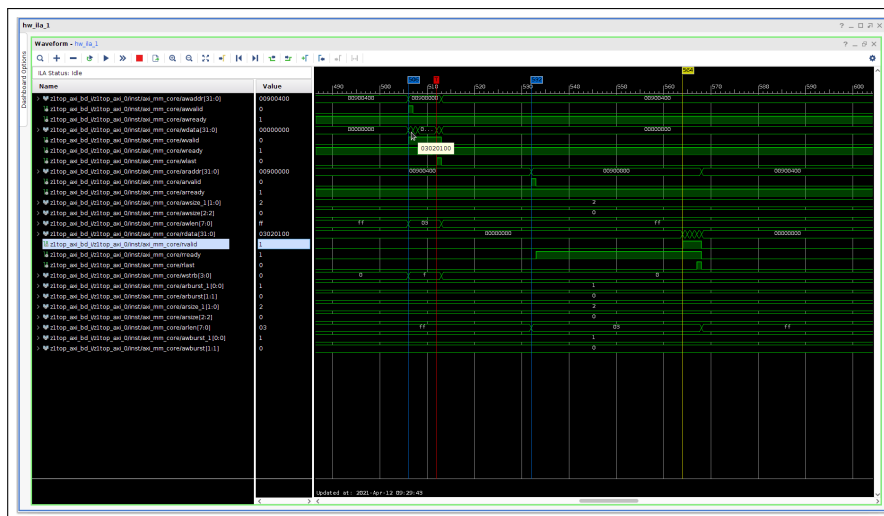 hw_ila_1
Dashboard Options
Waveform - hw_ila_1
ILA Status: Idle
Name Value
490 500 510 520 530 540 550 560 570 580 590 600
z1top_axi_bd_i/z1top_axi_0/inst/axi_mm_core/awaddr[31:0] 00900400 00900400 00900000 00900400
z1top_axi_bd_i/z1top_axi_0/inst/axi_mm_core/awvalid 0
z1top_axi_bd_i/z1top_axi_0/inst/axi_mm_core/awready 1
z1top_axi_bd_i/z1top_axi_0/inst/axi_mm_core/wdata[31:0] 00000000 00000000 0... 00000000
z1top_axi_bd_i/z1top_axi_0/inst/axi_mm_core/wvalid 0
03020100
z1top_axi_bd_i/z1top_axi_0/inst/axi_mm_core/wready 1
z1top_axi_bd_i/z1top_axi_0/inst/axi_mm_core/wlast 0
z1top_axi_bd_i/z1top_axi_0/inst/axi_mm_core/araddr[31:0] 00900000 00900400 00900000 00900400
z1top_axi_bd_i/z1top_axi_0/inst/axi_mm_core/arvalid 0
z1top_axi_bd_i/z1top_axi_0/inst/axi_mm_core/arready 1
z1top_axi_bd_i/z1top_axi_0/inst/axi_mm_core/awsize_1[1:0] 2 2
z1top_axi_bd_i/z1top_axi_0/inst/axi_mm_core/awsize[2:2] 0 0
z1top_axi_bd_i/z1top_axi_0/inst/axi_mm_core/awlen[7:0] ff ff ff
z1top_axi_bd_i/z1top_axi_0/inst/axi_mm_core/rdata[31:0] 03020100 00000000 00000000
z1top_axi_bd_i/z1top_axi_0/inst/axi_mm_core/rvalid 1
z1top_axi_bd_i/z1top_axi_0/inst/axi_mm_core/rready 1
z1top_axi_bd_i/z1top_axi_0/inst/axi_mm_core/rlast 0
z1top_axi_bd_i/z1top_axi_0/inst/axi_mm_core/wstrb[3:0] 0 0 f 0
z1top_axi_bd_i/z1top_axi_0/inst/axi_mm_core/arburst_1[0:0] 1 1
z1top_axi_bd_i/z1top_axi_0/inst/axi_mm_core/arburst[1:1] 0 0
z1top_axi_bd_i/z1top_axi_0/inst/axi_mm_core/arsize_1[1:0] 2 2
z1top_axi_bd_i/z1top_axi_0/inst/axi_mm_core/arsize[2:2] 0 0
z1top_axi_bd_i/z1top_axi_0/inst/axi_mm_core/arlen[7:0] 03 ff 03 ff
z1top_axi_bd_i/z1top_axi_0/inst/axi_mm_core/awburst_1[0:0] 1 1
z1top_axi_bd_i/z1top_axi_0/inst/axi_mm_core/awburst[1:1] 0 0
Updated at: 2021-Apr-12 09:29:43